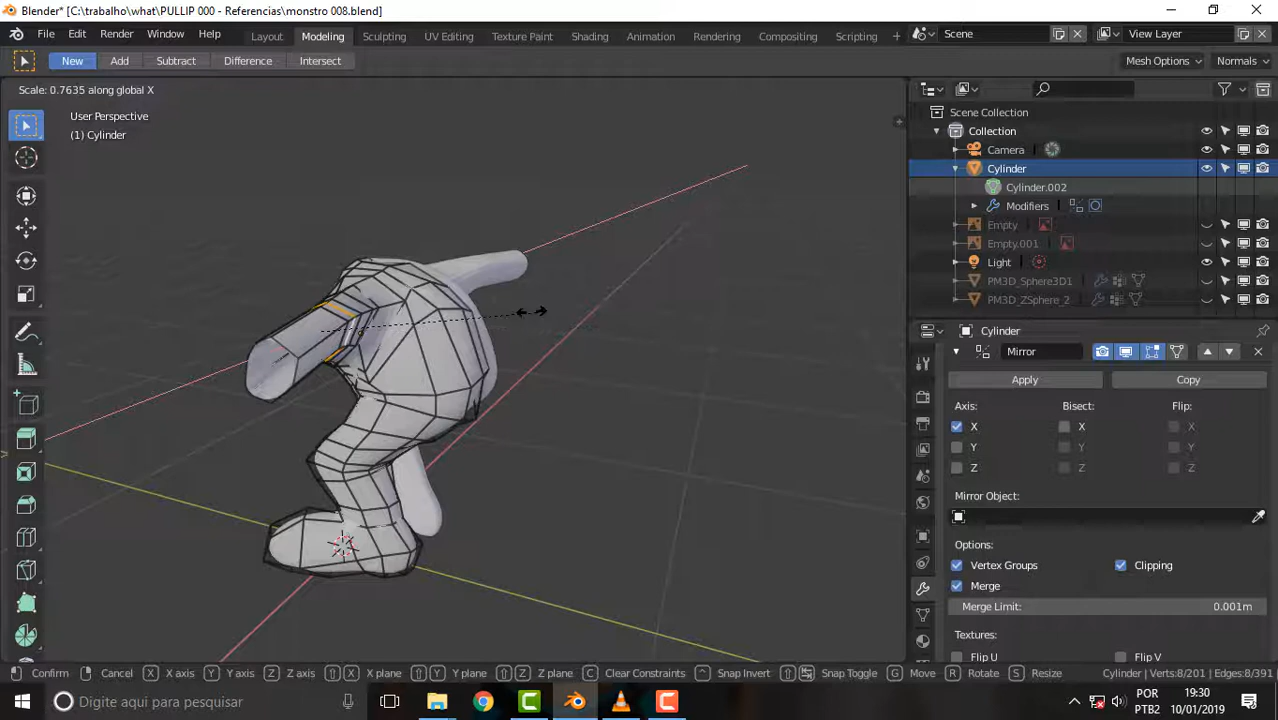 Blender* [C:\trabalho\what\PULLIP 000 - Referencias\monstro 008.blend]
File Edit Render Window Help Layout Modeling Sculpting UV Editing Texture Paint Shading Animation Rendering Compositing Scripting Scene View Layer
New Add Subtract Difference Intersect Mesh Options Normals
Scale: 0.7635 along global X
User Perspective
(1) Cylinder
Scene Collection
Collection
Camera
Cylinder
Cylinder.002
Modifiers
Empty
Empty.001
Light
PM3D_Sphere3D1
PM3D_ZSphere_2
Cylinder
Mirror
Apply Copy
Axis: Bisect: Flip:
X X X
Y Y Y
Z Z Z
Mirror Object:
Options:
Vertex Groups Clipping
Merge
Merge Limit: 0.001m
Textures:
Flip U Flip V
Confirm Cancel X X axis Y Y axis Z Z axis X X plane Y Y plane Z Z plane C Clear Constraints Snap Invert Snap Toggle G Move R Rotate S Resize Cylinder | Verts:8/201 | Edges:8/391
Digite aqui para pesquisar POR 19:30
PTB2 10/01/2019